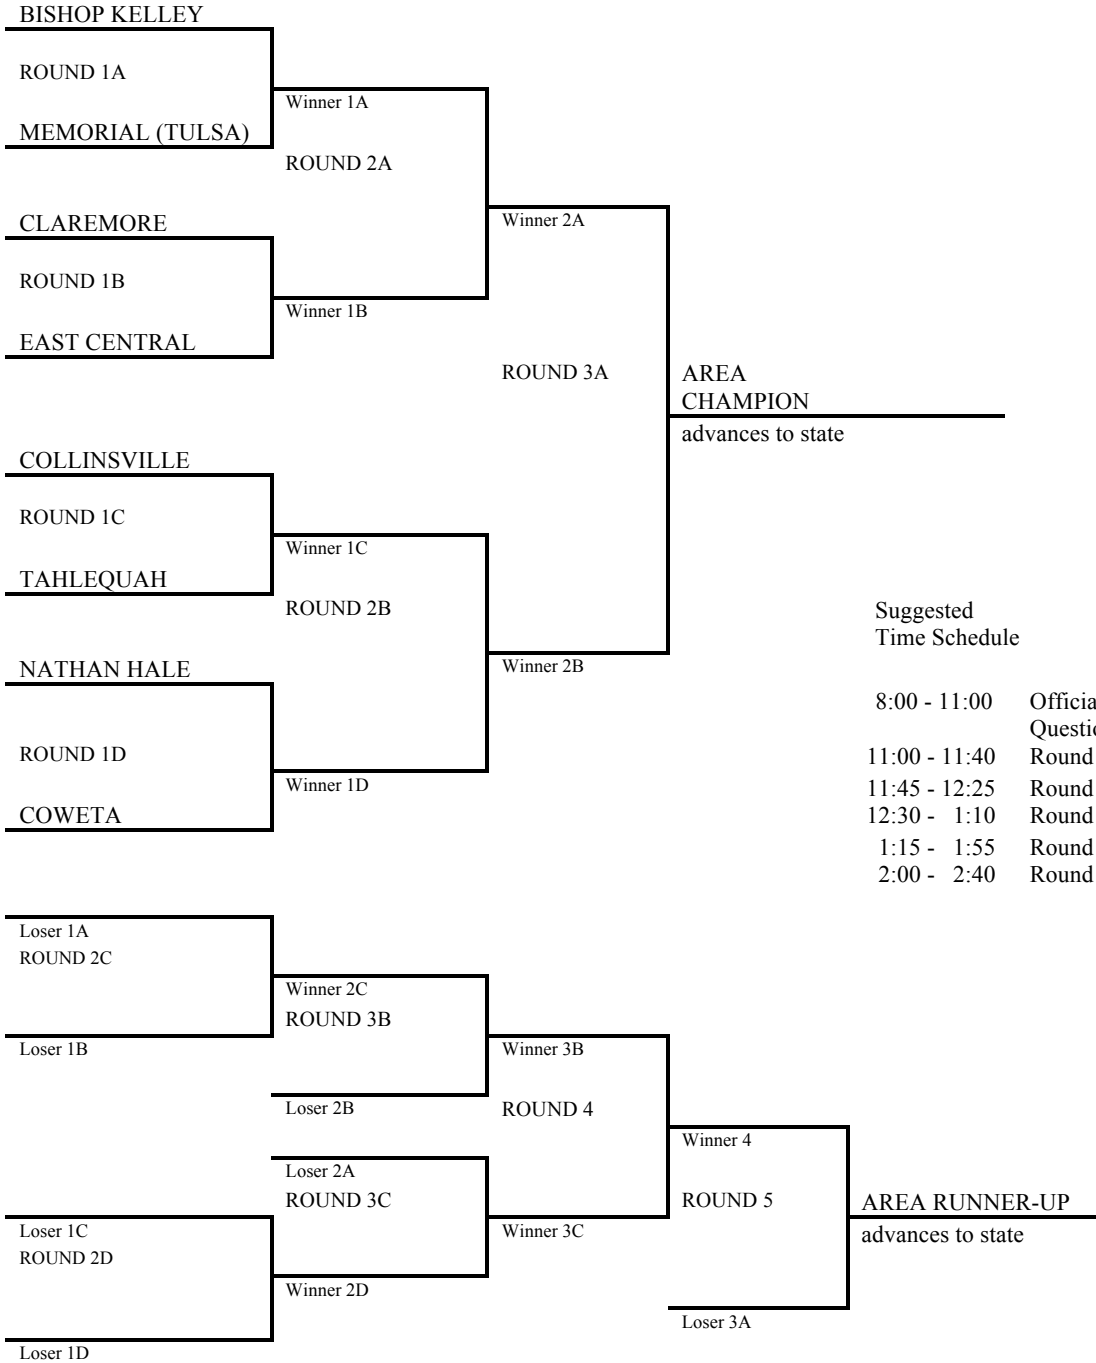 BISHOP KELLEY
ROUND 1A
Winner 1A
MEMORIAL (TULSA)
ROUND 2A
CLAREMORE
Winner 2A
ROUND 1B
Winner 1B
EAST CENTRAL
ROUND 3A
AREA
CHAMPION
advances to state
COLLINSVILLE
ROUND 1C
Winner 1C
TAHLEQUAH
ROUND 2B
Suggested
Time Schedule
NATHAN HALE
Winner 2B
8:00 - 11:00 Officia
Questio
ROUND 1D
11:00 - 11:40 Round
Winner 1D
11:45 - 12:25 Round
COWETA
12:30 - 1:10 Round
1:15 - 1:55 Round
2:00 - 2:40 Round
Loser 1A
ROUND 2C
Winner 2C
ROUND 3B
Loser 1B
Winner 3B
Loser 2B
ROUND 4
Winner 4
Loser 2A
ROUND 3C
ROUND 5
AREA RUNNER-UP
Loser 1C
Winner 3C
advances to state
ROUND 2D
Winner 2D
Loser 3A
Loser 1D